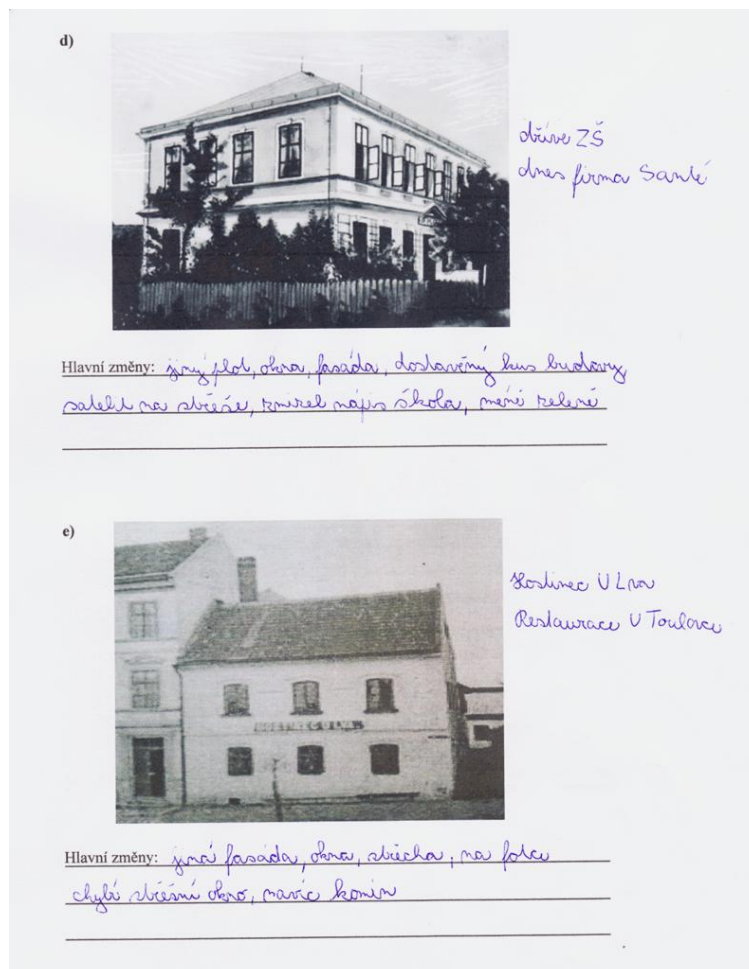 d)
dříve ZŠ
dnes firma Santé
Hlavní změny: jiný plot, okna, fasáda, dostavěný kus budovy
satelit na střeše, zmizel nápis škola, méně zeleně
e)
Hostinec U Lva
Restaurace U Toulovce
HOSTINEC U LVA
Hlavní změny: jiná fasáda, okna, střecha, na fotce
chybí střešní okno, navíc komín